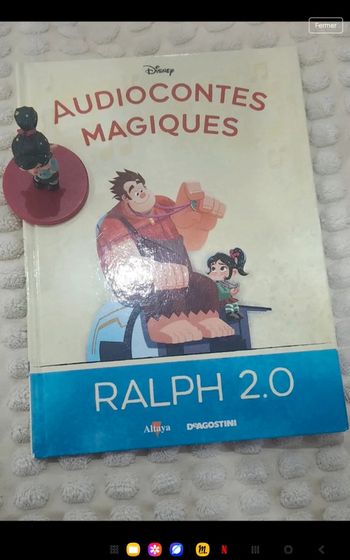 Fermer
Disney
AUDIOCONTES
MAGIQUES
RALPH 2.0
Altaya
DeAGOSTINI